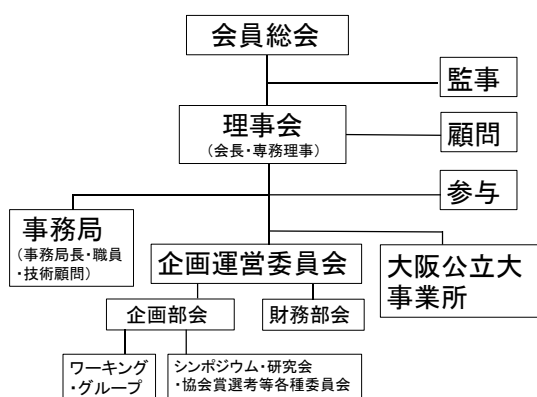 会員総会
監事
理事会
(会長・専務理事)
顧問
参与
事務局
(事務局長・職員
・技術顧問)
企画運営委員会
大阪公立大
事業所
企画部会
財務部会
ワーキング
・グループ
シンポジウム・研究会
・協会賞選考等各種委員会